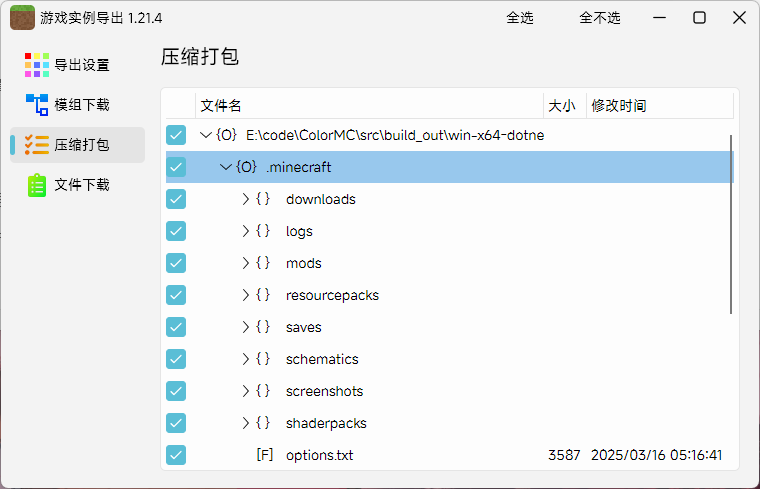 游戏实例导出 1.21.4 全选 全不选
压缩打包
导出设置
模组下载
压缩打包
文件下载
文件名 大小 修改时间
{O} E:\code\ColorMC\src\build_out\win-x64-dotne
{O} .minecraft
{ } downloads
{ } logs
{ } mods
{ } resourcepacks
{ } saves
{ } schematics
{ } screenshots
{ } shaderpacks
[F] options.txt 3587 2025/03/16 05:16:41